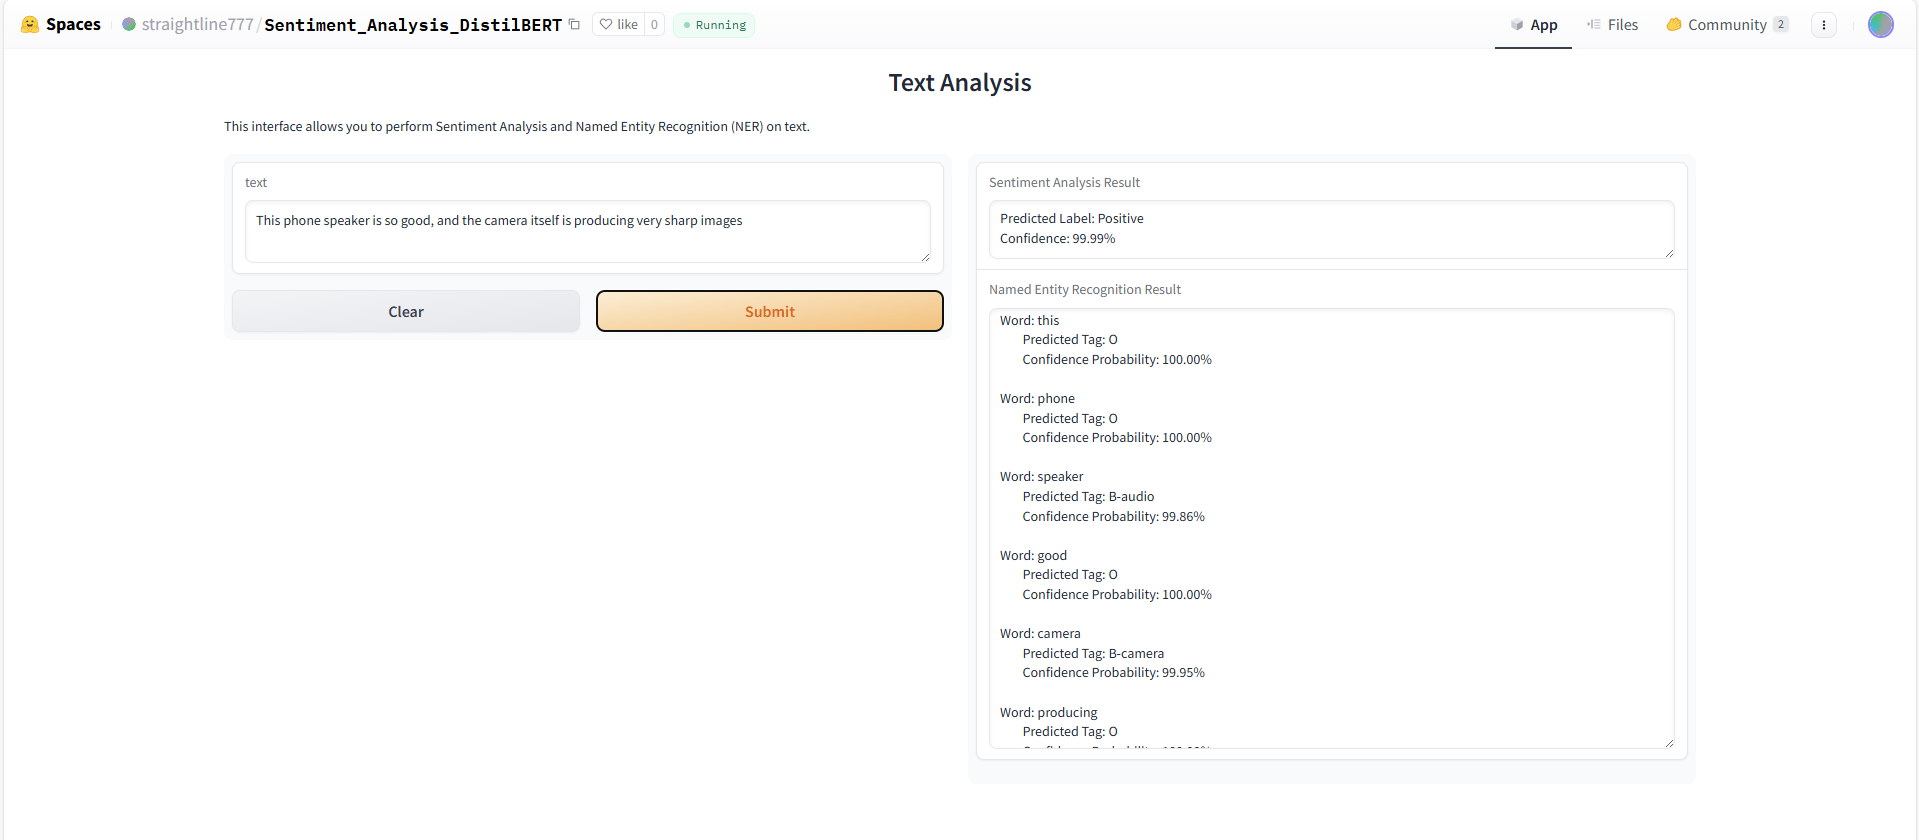 Spaces straightline777/Sentiment_Analysis_DistilBERT like 0 Running App Files Community 2
Text Analysis
This interface allows you to perform Sentiment Analysis and Named Entity Recognition (NER) on text.
text
This phone speaker is so good, and the camera itself is producing very sharp images
Clear Submit
Sentiment Analysis Result
Predicted Label: Positive
Confidence: 99.99%
Named Entity Recognition Result
Word: this
Predicted Tag: O
Confidence Probability: 100.00%
Word: phone
Predicted Tag: O
Confidence Probability: 100.00%
Word: speaker
Predicted Tag: B-audio
Confidence Probability: 99.86%
Word: good
Predicted Tag: O
Confidence Probability: 100.00%
Word: camera
Predicted Tag: B-camera
Confidence Probability: 99.95%
Word: producing
Predicted Tag: O